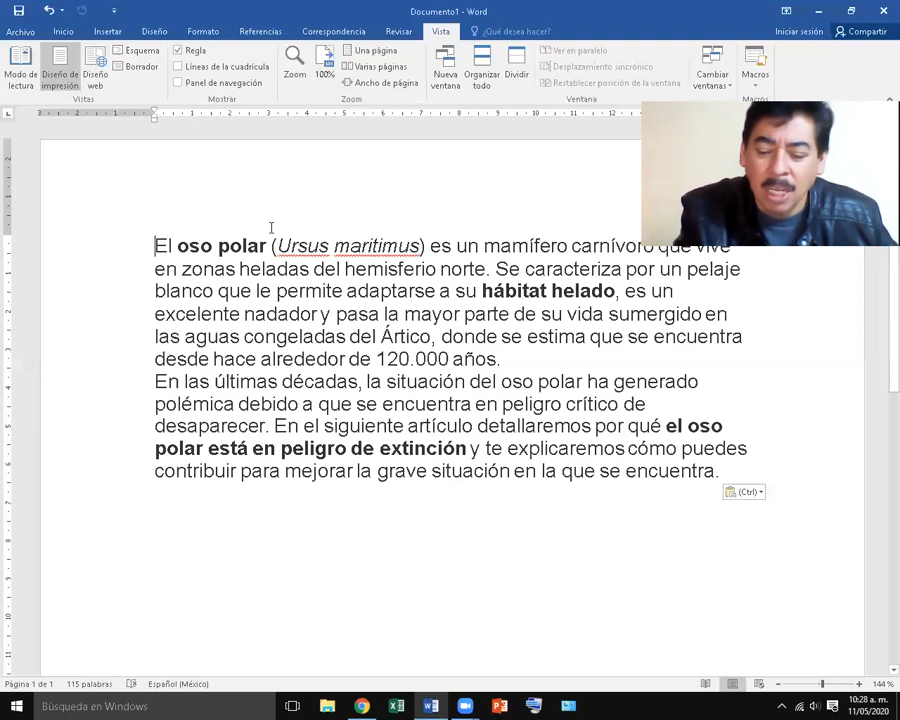 Documento1 - Word
Archivo Inicio Insertar Diseño Formato Referencias Correspondencia Revisar Vista ¿Qué desea hacer? Iniciar sesión Compartir
Modo de lectura
Diseño de impresión
Diseño web
Esquema
Borrador
Vistas
Regla
Líneas de la cuadrícula
Panel de navegación
Mostrar
Zoom
100%
Una página
Varias páginas
Ancho de página
Zoom
Nueva ventana
Organizar todo
Dividir
Ver en paralelo
Desplazamiento sincrónico
Restablecer posición de la ventana
Ventana
Cambiar ventanas
Macros
Macros
El oso polar (Ursus maritimus) es un mamífero carnívoro que vive
en zonas heladas del hemisferio norte. Se caracteriza por un pelaje
blanco que le permite adaptarse a su hábitat helado, es un
excelente nadador y pasa la mayor parte de su vida sumergido en
las aguas congeladas del Ártico, donde se estima que se encuentra
desde hace alrededor de 120.000 años.
En las últimas décadas, la situación del oso polar ha generado
polémica debido a que se encuentra en peligro crítico de
desaparecer. En el siguiente artículo detallaremos por qué el oso
polar está en peligro de extinción y te explicaremos cómo puedes
contribuir para mejorar la grave situación en la que se encuentra.
(Ctrl)
Página 1 de 1 115 palabras Español (México) 144 %
Búsqueda en Windows
10:28 a. m.
11/05/2020